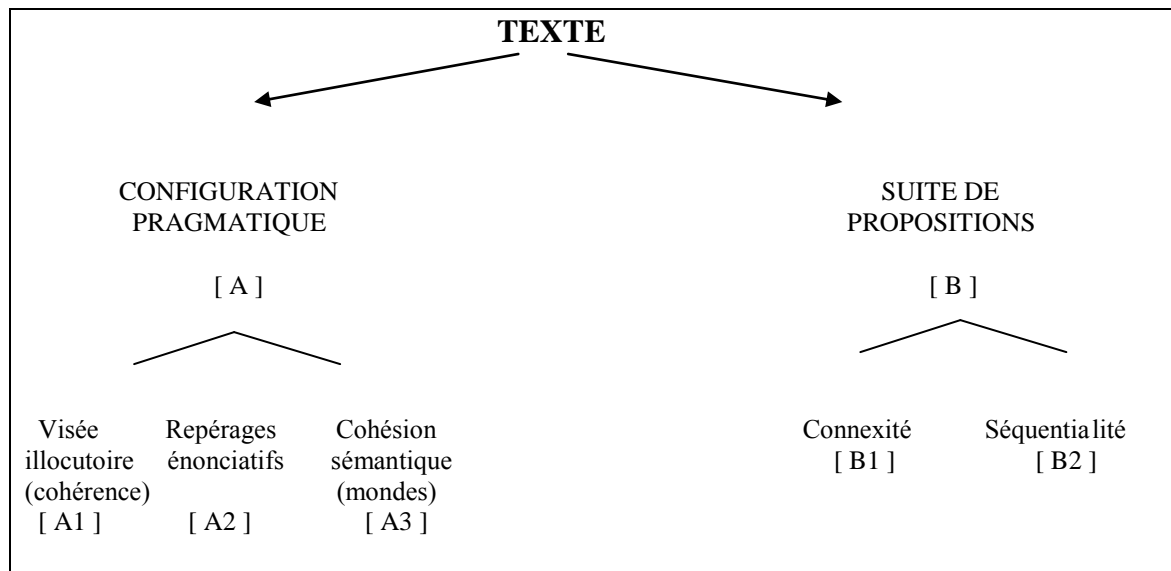 TEXTE
CONFIGURATION
PRAGMATIQUE
[ A ]
SUITE DE
PROPOSITIONS
[ B ]
Visée
illocutoire
(cohérence)
[ A1 ]
Repérages
énonciatifs
[ A2 ]
Cohésion
sémantique
(mondes)
[ A3 ]
Connexité
[ B1 ]
Séquentialité
[ B2 ]